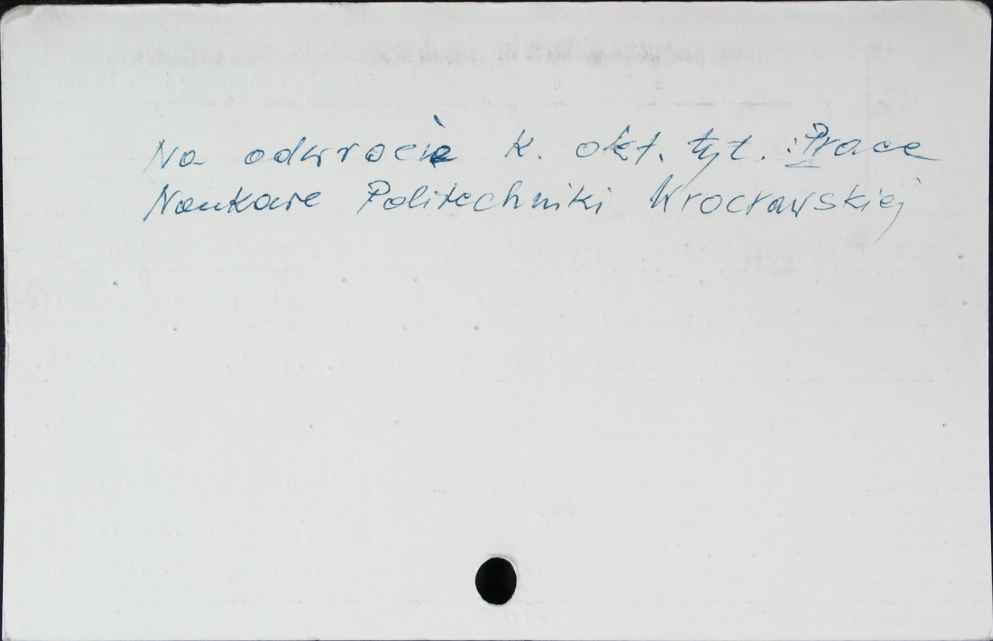 Na odwrocie k. okł. tyt.: Prace
Naukowe Politechniki Wrocławskiej